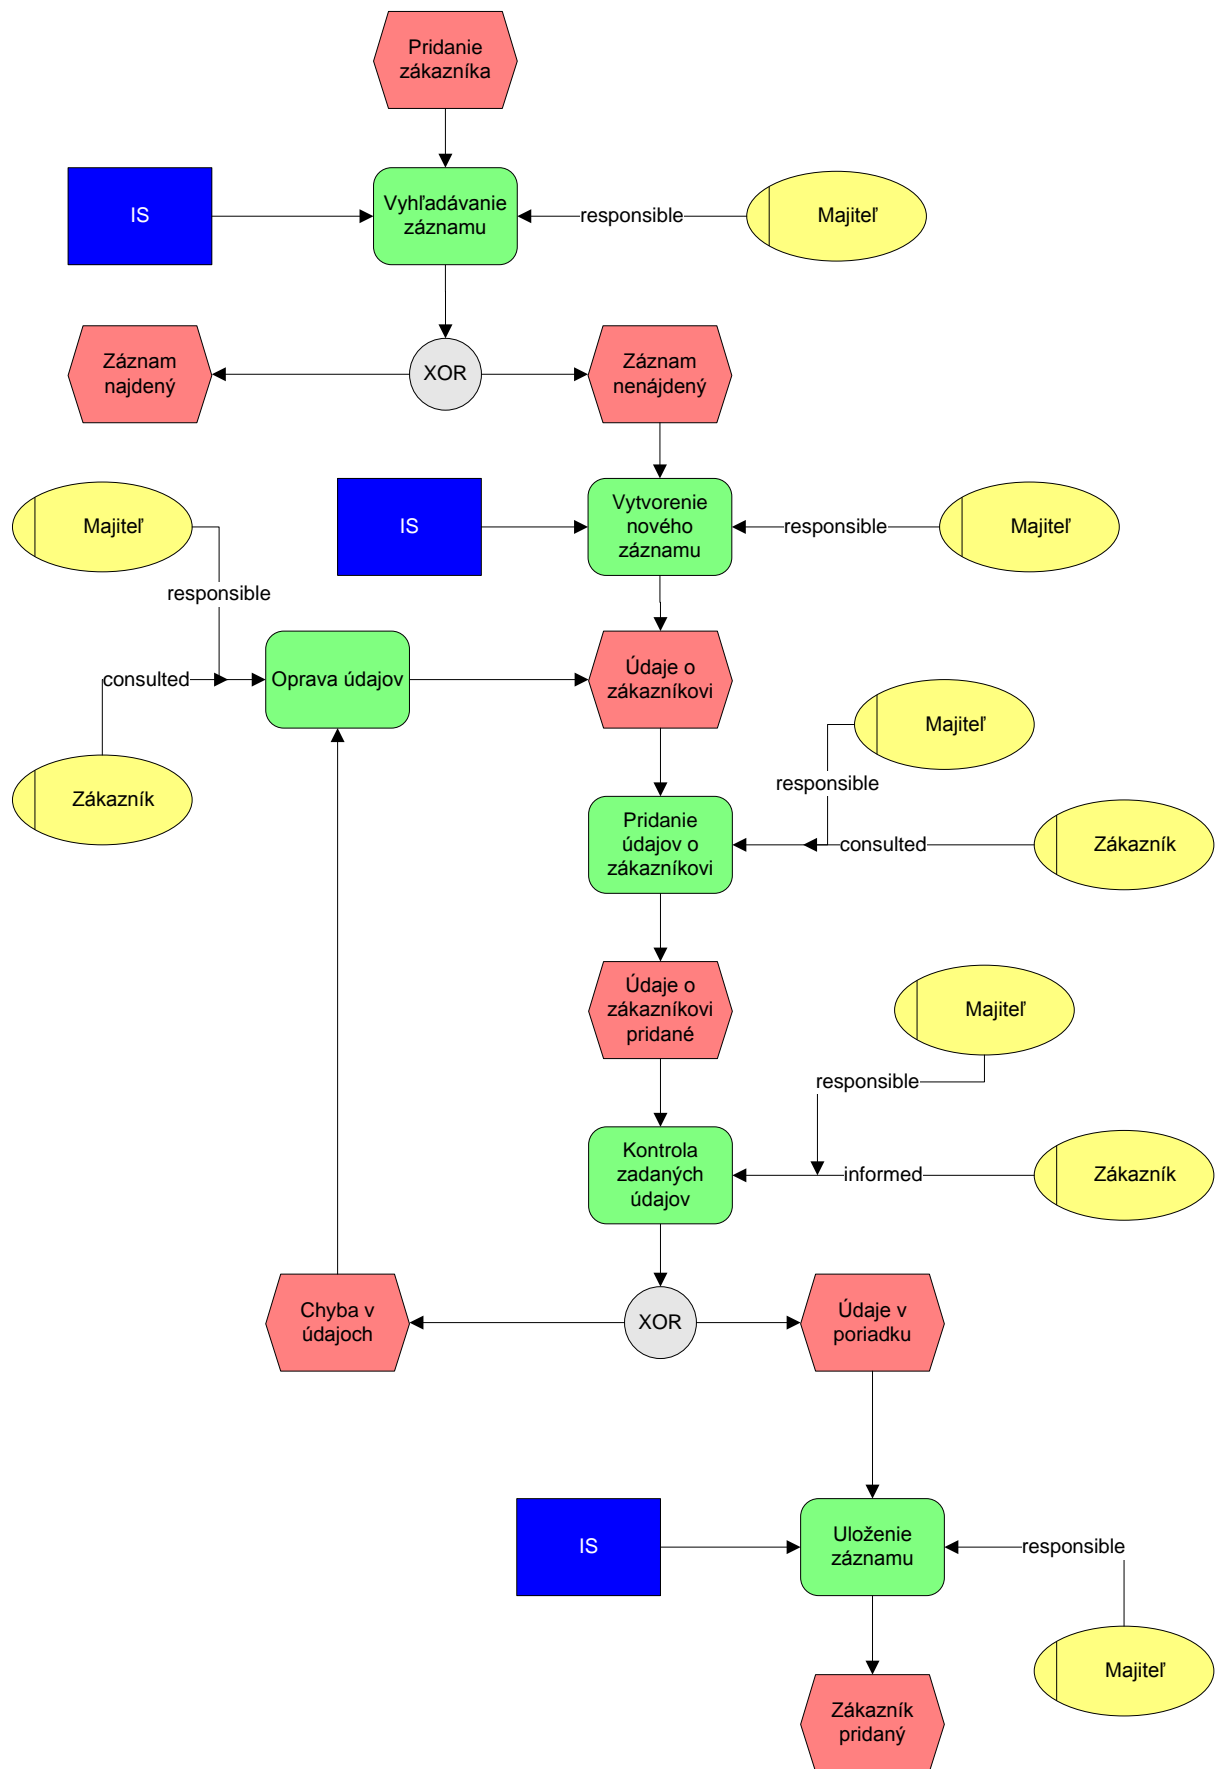 Pridanie
zákazníka
IS
Vyhľadávanie
záznamu
responsible
Majiteľ
Záznam
najdený
XOR
Záznam
nenájdený
Majiteľ
IS
Vytvorenie
nového
záznamu
responsible
Majiteľ
responsible
consulted
Oprava údajov
Údaje o
zákazníkovi
Majiteľ
responsible
Zákazník
Pridanie
údajov o
zákazníkovi
consulted
Zákazník
Údaje o
zákazníkovi
pridané
Majiteľ
responsible
Kontrola
zadaných
údajov
informed
Zákazník
Chyba v
údajoch
XOR
Údaje v
poriadku
IS
Uloženie
záznamu
responsible
Majiteľ
Zákazník
pridaný